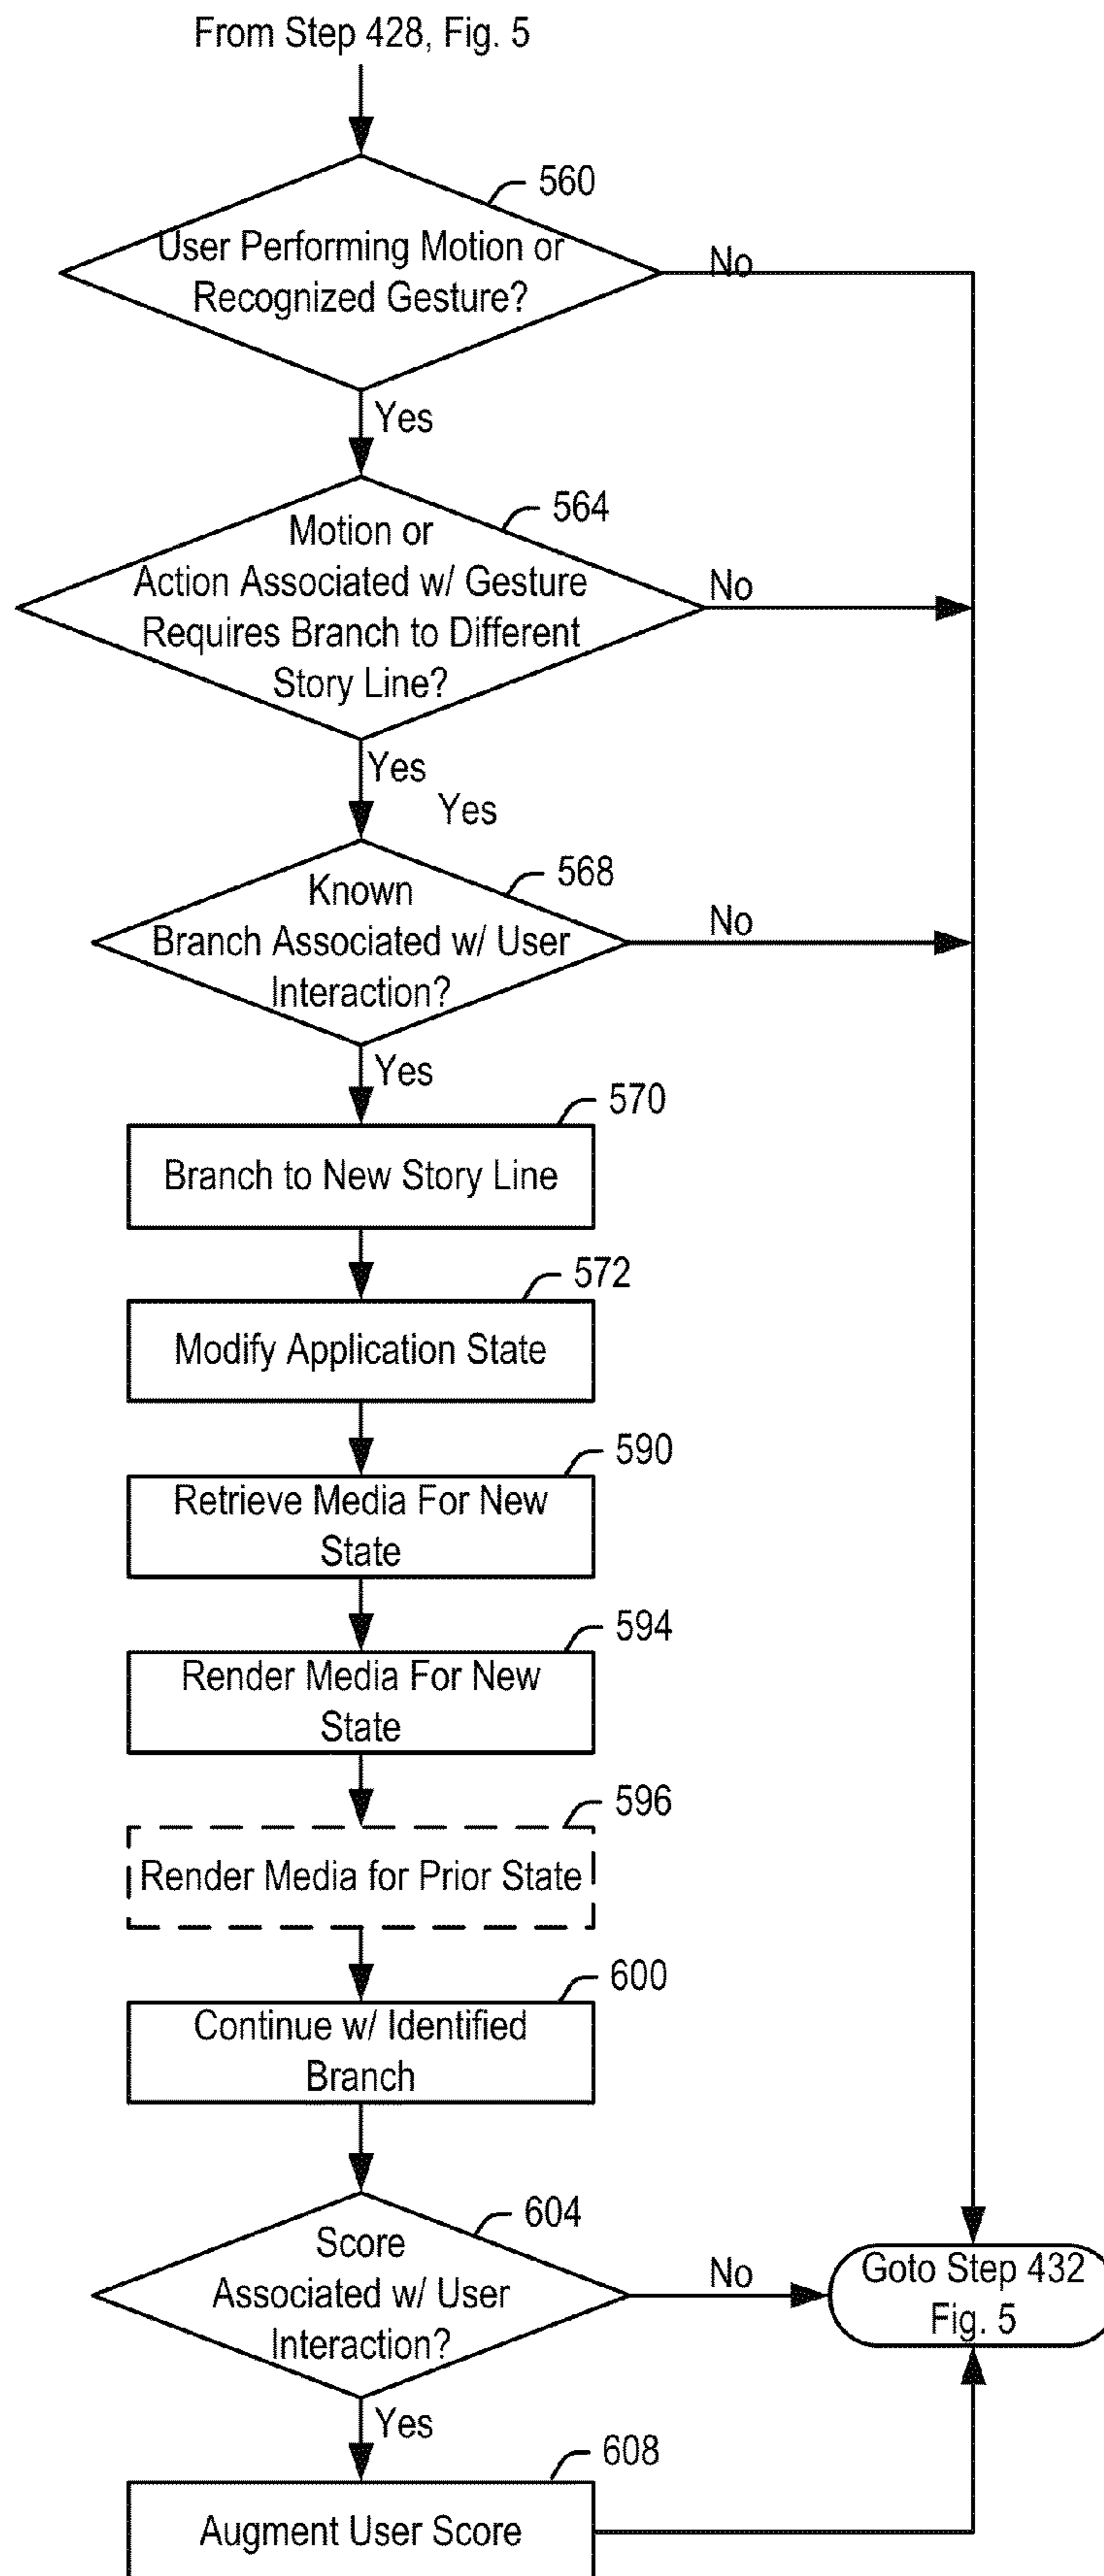 From Step 428, Fig. 5
560
User Performing Motion or
Recognized Gesture?
No
Yes
564
Motion or
Action Associated w/ Gesture
Requires Branch to Different
Story Line?
No
Yes
Yes
568
Known
Branch Associated w/ User
Interaction?
No
Yes
570
Branch to New Story Line
572
Modify Application State
590
Retrieve Media For New
State
594
Render Media For New
State
596
Render Media for Prior State
600
Continue w/ Identified
Branch
604
Score
Associated w/ User
Interaction?
No
Goto Step 432
Fig. 5
Yes
608
Augment User Score